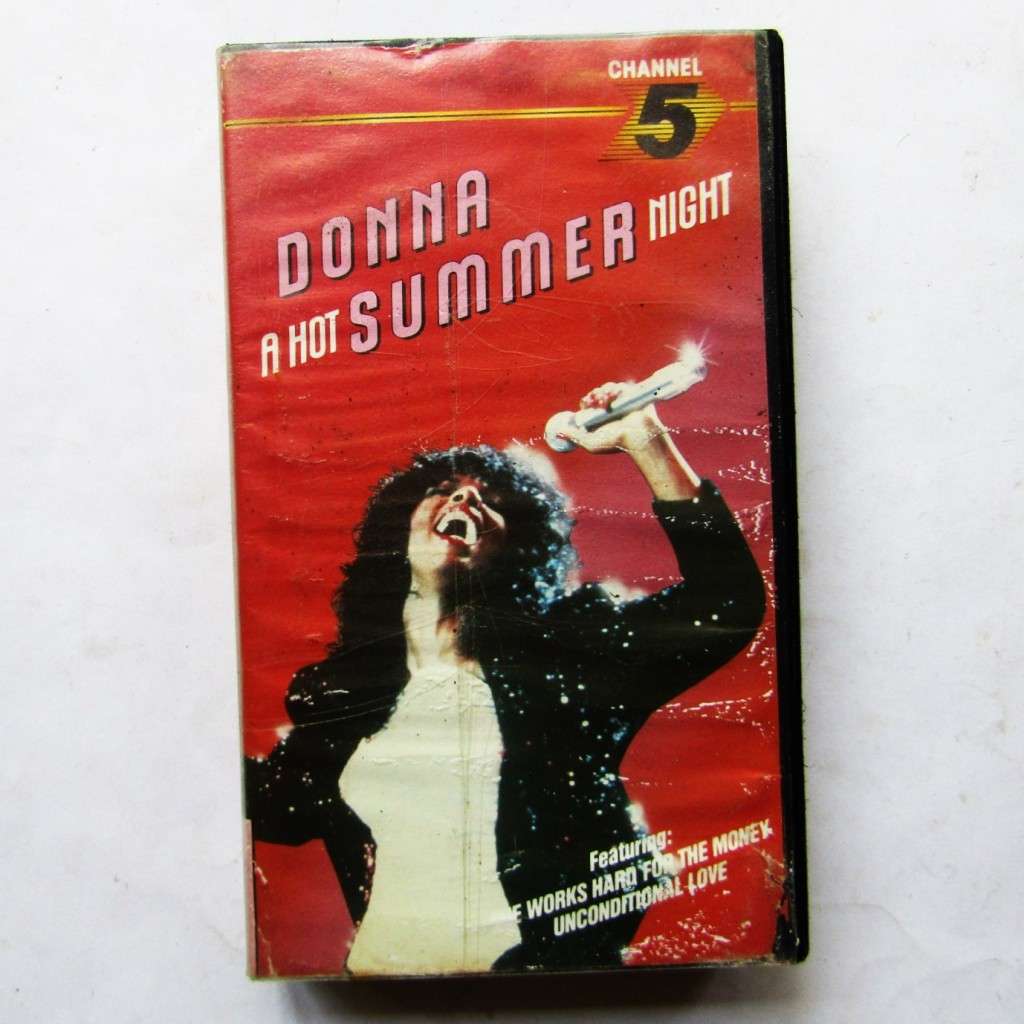 CHANNEL
5
DONNA
A HOT SUMMER NIGHT
Featuring:
E WORKS HARD FOR THE MONEY
UNCONDITIONAL LOVE